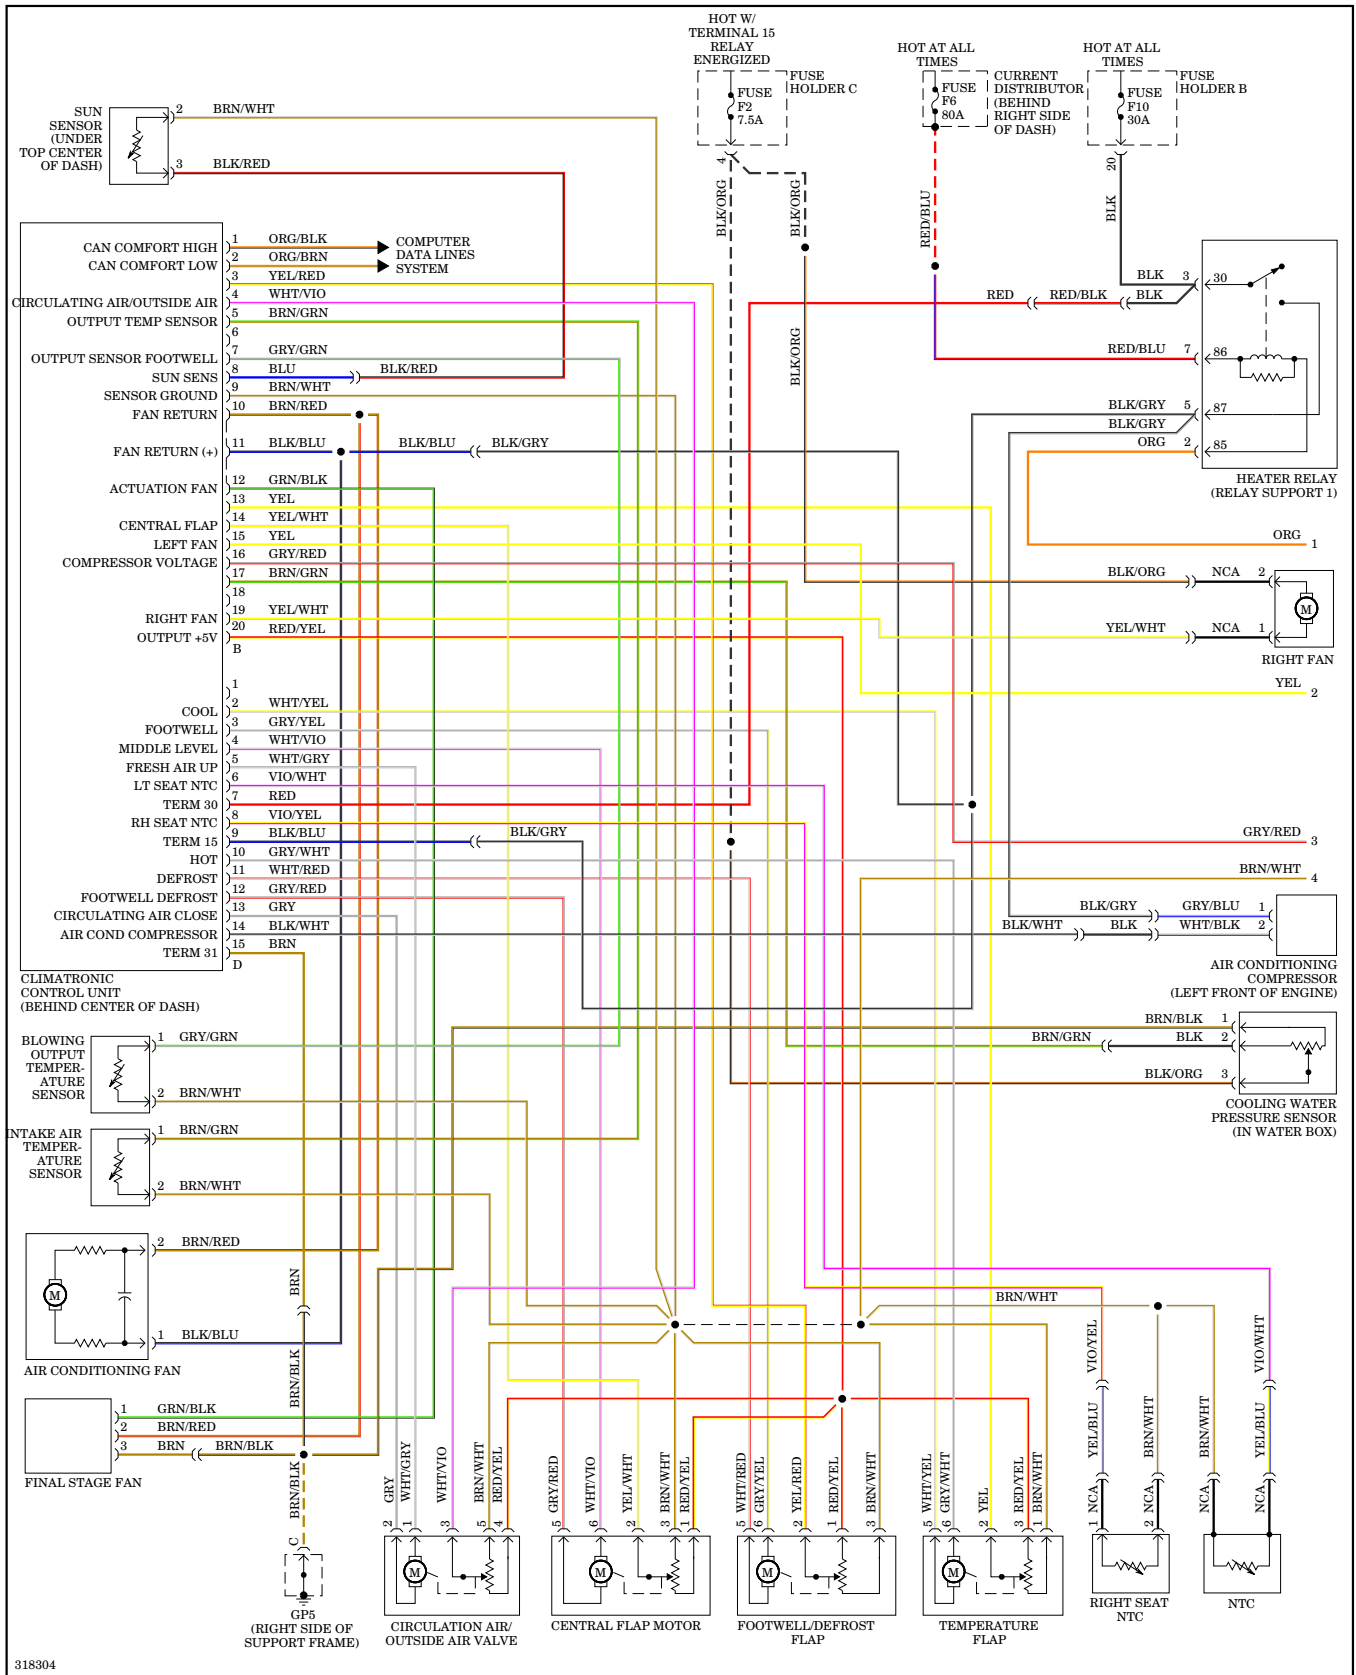 HOT W/
TERMINAL 15
RELAY
ENERGIZED
HOT AT ALL
TIMES
HOT AT ALL
TIMES
FUSE
F2
7.5A
FUSE
HOLDER C
FUSE
F6
80A
CURRENT
DISTRIBUTOR
(BEHIND
RIGHT SIDE
OF DASH)
FUSE
F10
30A
FUSE
HOLDER B
4
BLK/ORG
BLK/ORG
RED/BLU
20
BLK
BLK/ORG
SUN
SENSOR
(UNDER
TOP CENTER
OF DASH)
2 BRN/WHT
3 BLK/RED
CAN COMFORT HIGH 1 ORG/BLK
CAN COMFORT LOW 2 ORG/BRN
COMPUTER
DATA LINES
SYSTEM
3 YEL/RED
CIRCULATING AIR/OUTSIDE AIR 4 WHT/VIO
OUTPUT TEMP SENSOR 5 BRN/GRN
6
OUTPUT SENSOR FOOTWELL 7 GRY/GRN
SUN SENS 8 BLU BLK/RED
SENSOR GROUND 9 BRN/WHT
FAN RETURN 10 BRN/RED
FAN RETURN (+) 11 BLK/BLU BLK/BLU BLK/GRY
ACTUATION FAN 12 GRN/BLK
13 YEL
CENTRAL FLAP 14 YEL/WHT
LEFT FAN 15 YEL
COMPRESSOR VOLTAGE 16 GRY/RED
17 BRN/GRN
18
RIGHT FAN 19 YEL/WHT
OUTPUT +5V 20 RED/YEL
B
1
COOL 2 WHT/YEL
FOOTWELL 3 GRY/YEL
MIDDLE LEVEL 4 WHT/VIO
FRESH AIR UP 5 WHT/GRY
LT SEAT NTC 6 VIO/WHT
TERM 30 7 RED
RH SEAT NTC 8 VIO/YEL
TERM 15 9 BLK/BLU BLK/GRY
HOT 10 GRY/WHT
DEFROST 11 WHT/RED
FOOTWELL DEFROST 12 GRY/RED
CIRCULATING AIR CLOSE 13 GRY
AIR COND COMPRESSOR 14 BLK/WHT
TERM 31 15 BRN
D
CLIMATRONIC
CONTROL UNIT
(BEHIND CENTER OF DASH)
BLK 3 30
RED RED/BLK BLK
RED/BLU 7 86
BLK/GRY 5 87
BLK/GRY
ORG 2 85
HEATER RELAY
(RELAY SUPPORT 1)
ORG 1
BLK/ORG NCA 2
M
YEL/WHT NCA 1
RIGHT FAN
YEL 2
GRY/RED 3
BRN/WHT 4
BLK/GRY GRY/BLU 1
BLK/WHT BLK WHT/BLK 2
AIR CONDITIONING
COMPRESSOR
(LEFT FRONT OF ENGINE)
BRN/BLK 1
BRN/GRN BLK 2
BLK/ORG 3
COOLING WATER
PRESSURE SENSOR
(IN WATER BOX)
BLOWING
OUTPUT
TEMPER-
ATURE
SENSOR
1 GRY/GRN
2 BRN/WHT
INTAKE AIR
TEMPER-
ATURE
SENSOR
1 BRN/GRN
2 BRN/WHT
2 BRN/RED
M
1 BLK/BLU
AIR CONDITIONING FAN
BRN
BRN/BLK
1 GRN/BLK
2 BRN/RED
3 BRN BRN/BLK
FINAL STAGE FAN
BRN/BLK
C
GP5
(RIGHT SIDE OF
SUPPORT FRAME)
BRN/WHT
VIO/YEL
VIO/WHT
YEL/BLU
BRN/WHT
BRN/WHT
YEL/BLU
GRY
WHT/GRY
WHT/VIO
BRN/WHT
RED/YEL
2 1 3 5 4
M
CIRCULATION AIR/
OUTSIDE AIR VALVE
GRY/RED
WHT/VIO
YEL/WHT
BRN/WHT
RED/YEL
5 6 2 3 1
M
CENTRAL FLAP MOTOR
WHT/RED
GRY/YEL
YEL/RED
RED/YEL
BRN/WHT
5 6 2 1 3
M
FOOTWELL/DEFROST
FLAP
WHT/YEL
GRY/WHT
YEL
RED/YEL
BRN/WHT
5 6 2 3 1
M
TEMPERATURE
FLAP
1 NCA
2 NCA
RIGHT SEAT
NTC
NCA
NCA
NTC
318304